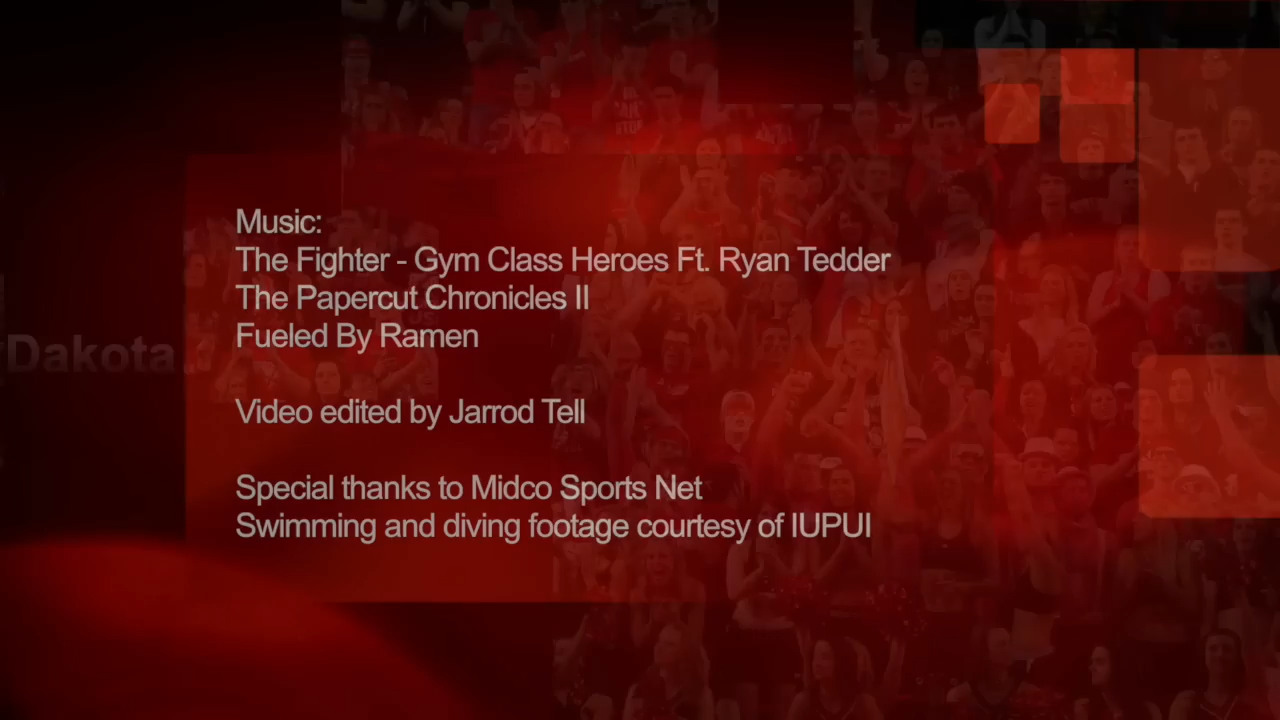 Music:
The Fighter - Gym Class Heroes Ft. Ryan Tedder
The Papercut Chronicles II
Fueled By Ramen
Dakota
Video edited by Jarrod Tell
Special thanks to Midco Sports Net
Swimming and diving footage courtesy of IUPUI